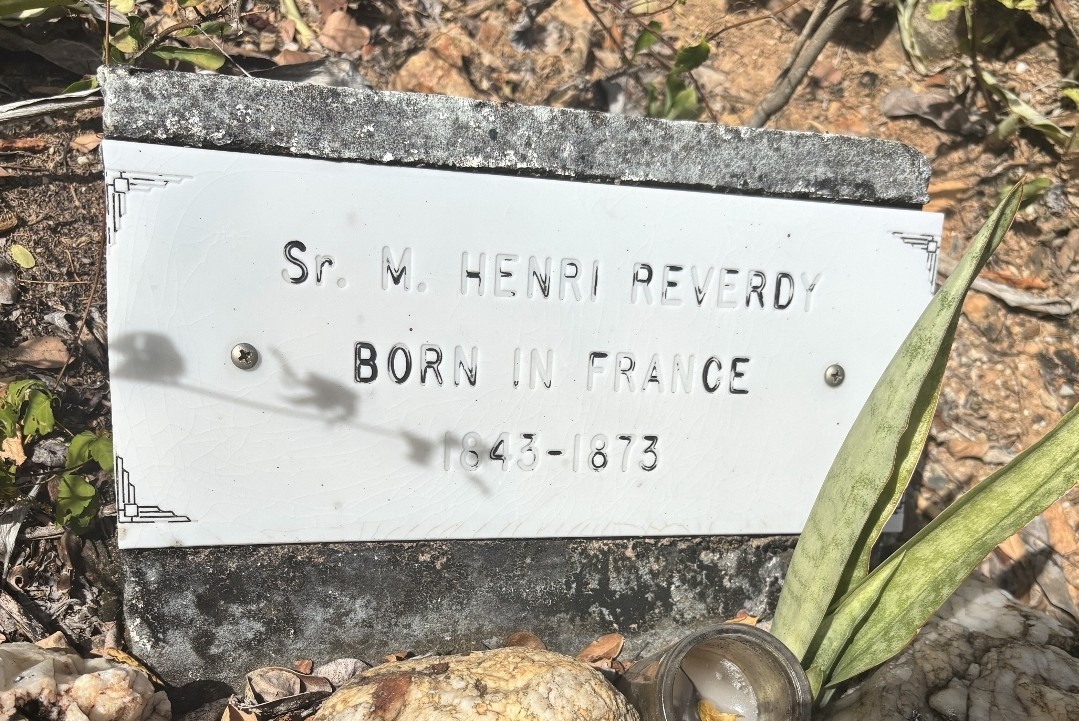 Sr. M. HENRI REVERDY
BORN IN FRANCE
1843-1873